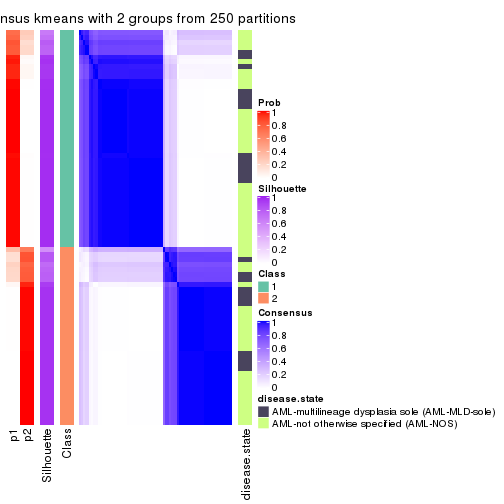 nsus kmeans with 2 groups from 250 partitions
Prob
1
0.8
0.6
0.4
0.2
0
Silhouette
1
0.8
0.6
0.4
0.2
0
Class
1
2
Consensus
1
0.8
0.6
0.4
0.2
0
disease.state
AML-multilineage dysplasia sole (AML-MLD-sole)
AML-not otherwise specified (AML-NOS)
p1
p2
Silhouette
Class
disease.state